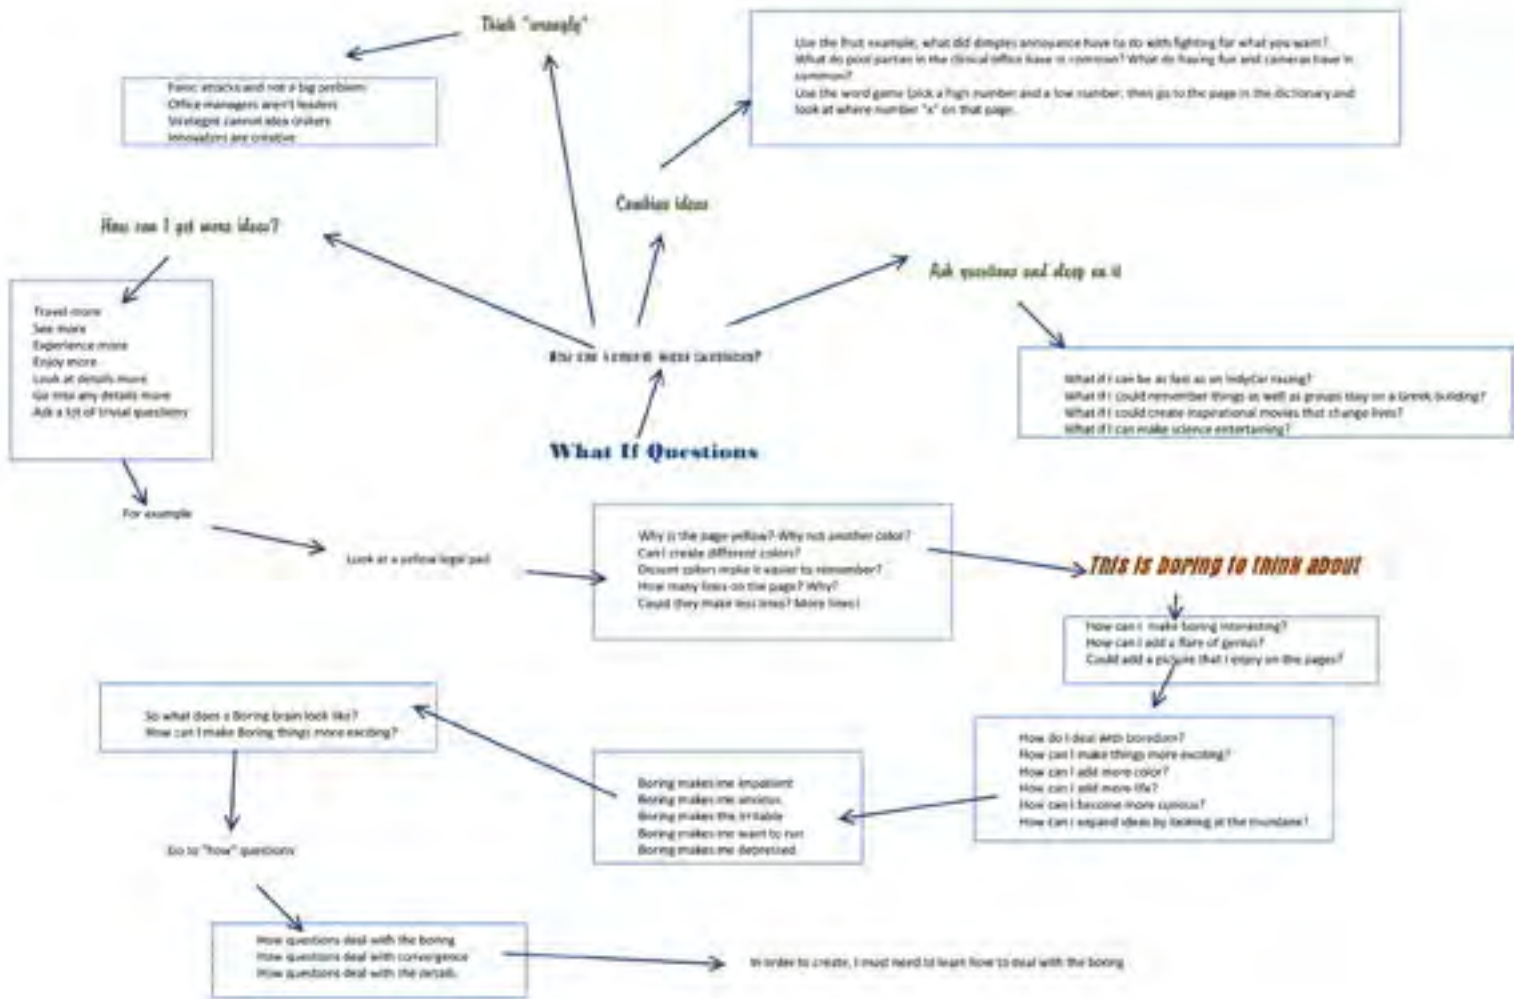 Think "wrongly"
Panic attacks and not a big problem
Office managers aren't leaders
Strategist cannot idea
Innovators are creative
Use the fruit example, what did dimples annoyance have to do with fighting for what you want?
What do pool parties in the clinical office have in common? What do having fun and cameras have in
common?
Use the word game (pick a high number and a low number, then go to the page in the dictionary and
look at where number "x" on that page.
Combine ideas
How can I get more ideas?
Ask questions and sleep on it
Travel more
See more
Experience more
Enjoy more
Look at details more
Go into any details more
Ask a lot of trivial questions
How can I more questions?
What if I can be as fast as an IndyCar racing?
What if I could remember things as well as groups stay on a Greek building?
What if I could create inspirational movies that change lives?
What if I can make science entertaining?
What If Questions
For example
Look at a yellow legal pad
Why is the page yellow? Why not another color?
Can I create different colors?
colors make it easier to remember?
How many lines on the page? Why?
Could they make less lines? More lines?
This is boring to think about
How can I make boring interesting?
How can I add a flare of genius?
Could add a picture that I enjoy on the pages?
How do I deal with boredom?
How can I make things more exciting?
How can I add more color?
How can I add more life?
How can I become more curious?
How can I expand ideas by looking at the mundane?
Boring makes me impatient
Boring makes me anxious
Boring makes me irritable
Boring makes me want to run
Boring makes me depressed
So what does a Boring brain look like?
How can I make Boring things more exciting?
Go to "how" questions
How questions deal with the boring
How questions deal with convergence
How questions deal with the details
In order to create, I must need to learn how to deal with the boring